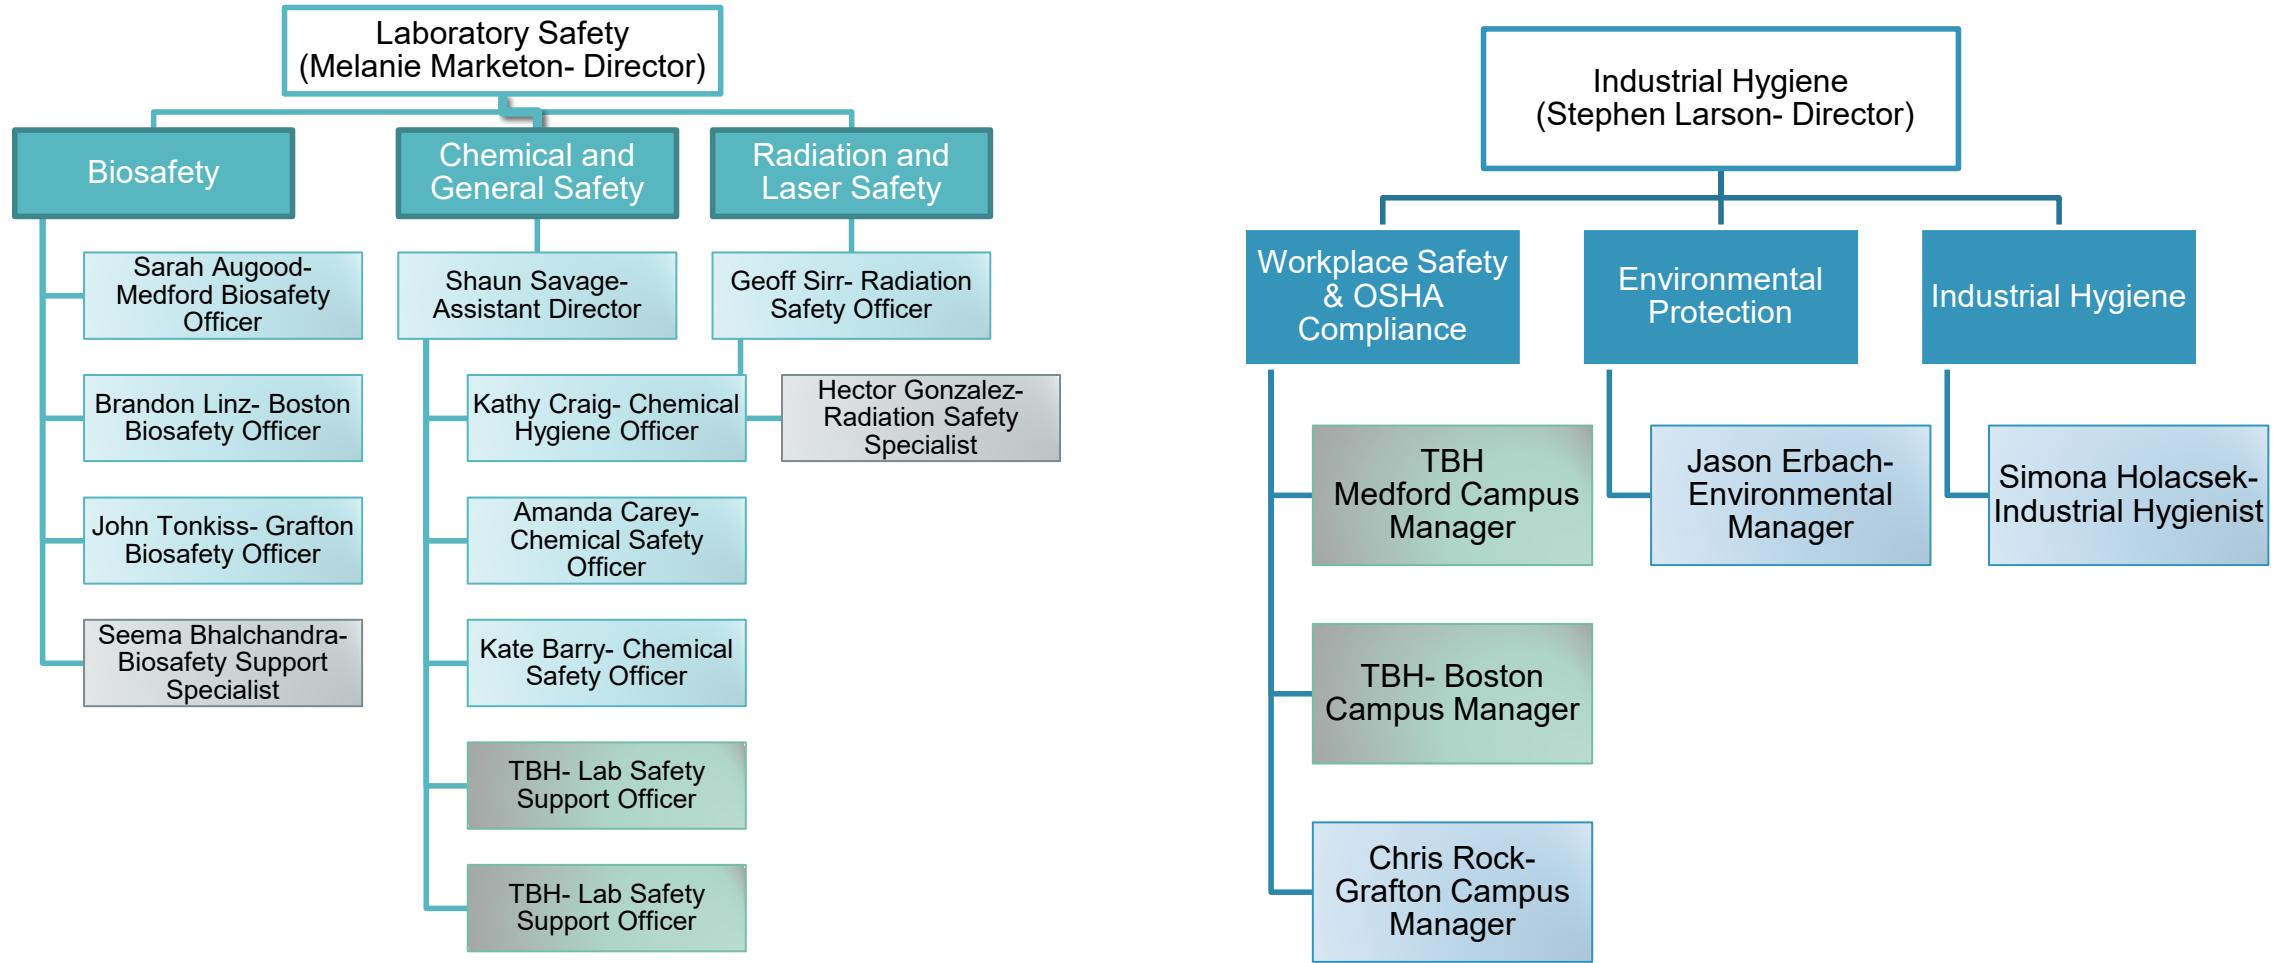 Laboratory Safety
(Melanie Marketon- Director)
Biosafety
Sarah Augood-
Medford Biosafety
Officer
Brandon Linz- Boston
Biosafety Officer
John Tonkiss- Grafton
Biosafety Officer
Seema Bhalchandra-
Biosafety Support
Specialist
Chemical and
General Safety
Shaun Savage-
Assistant Director
Kathy Craig- Chemical
Hygiene Officer
Amanda Carey-
Chemical Safety
Officer
Kate Barry- Chemical
Safety Officer
TBH- Lab Safety
Support Officer
TBH- Lab Safety
Support Officer
Radiation and
Laser Safety
Geoff Sirr- Radiation
Safety Officer
Hector Gonzalez-
Radiation Safety
Specialist
Industrial Hygiene
(Stephen Larson- Director)
Workplace Safety
& OSHA
Compliance
TBH
Medford Campus
Manager
TBH- Boston
Campus Manager
Chris Rock-
Grafton Campus
Manager
Environmental
Protection
Jason Erbach-
Environmental
Manager
Industrial Hygiene
Simona Holacsek-
Industrial Hygienist